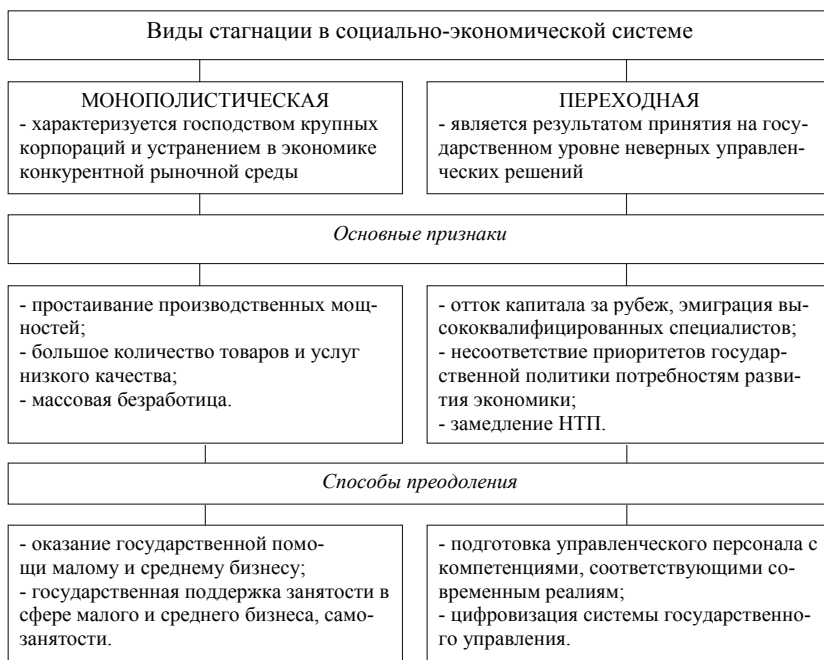 Виды стагнации в социально-экономической системе
МОНОПОЛИСТИЧЕСКАЯ
- характеризуется господством крупных
корпораций и устранением в экономике
конкурентной рыночной среды
ПЕРЕХОДНАЯ
- является результатом принятия на госу-
дарственном уровне неверных управлен-
ческих решений
Основные признаки
- простаивание производственных мощ-
ностей;
- большое количество товаров и услуг
низкого качества;
- массовая безработица.
- отток капитала за рубеж, эмиграция вы-
сококвалифицированных специалистов;
- несоответствие приоритетов государ-
ственной политики потребностям разви-
тия экономики;
- замедление НТП.
Способы преодоления
- оказание государственной помо-
щи малому и среднему бизнесу;
- государственная поддержка занятости в
сфере малого и среднего бизнеса, само-
занятости.
- подготовка управленческого персонала с
компетенциями, соответствующими со-
временным реалиям;
- цифровизация системы государственно-
го управления.